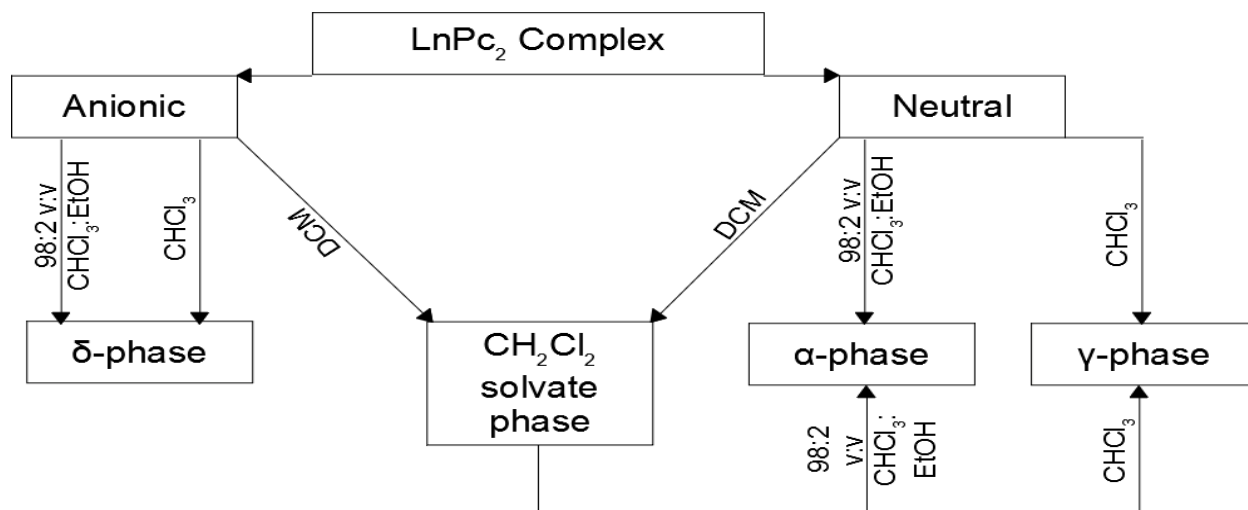 LnPc₂ Complex
Anionic
Neutral
98:2 v:v
CHCl₃:EtOH
CHCl₃
DCM
DCM
98:2 v:v
CHCl₃:EtOH
CHCl₃
δ-phase
CH₂Cl₂
solvate
phase
α-phase
γ-phase
98:2
v:v
CHCl₃:
EtOH
CHCl₃